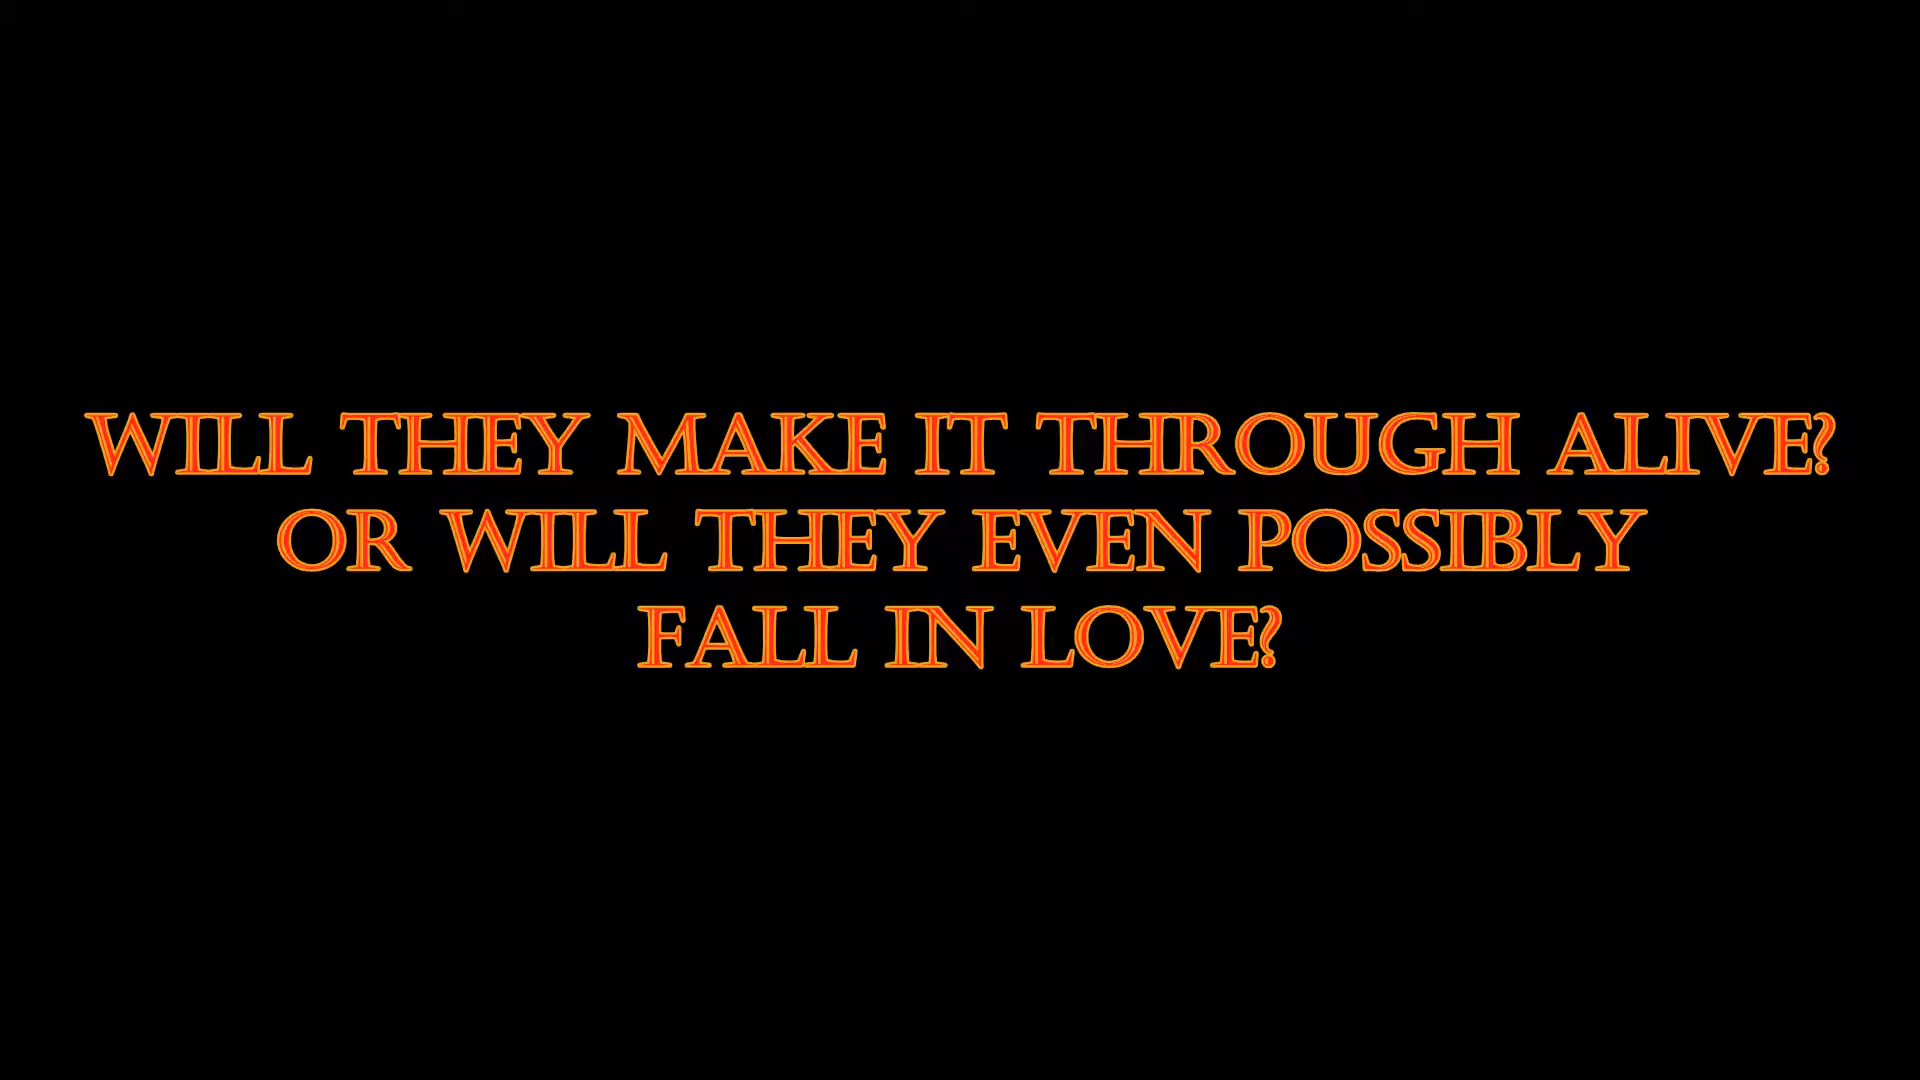 WILL THEY MAKE IT THROUGH ALIVE?
OR WILL THEY EVEN POSSIBLY
FALL IN LOVE?